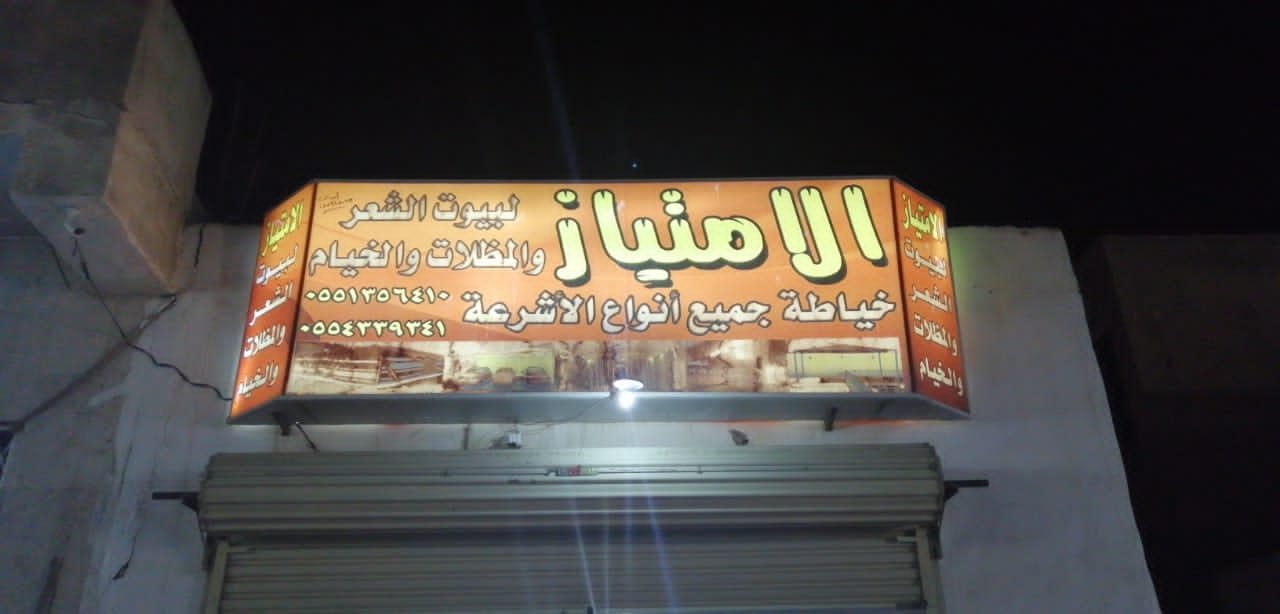 الامتياز
لبيوت الشعر
والمظلات والخيام
خياطة جميع أنواع الأشرعة
٠٥٥١٣٥٦٤١٠
٠٥٥٤٣٣٩٣٤١
الامتياز
لبيوت
الشعر
والمظلات
والخيام
الامتياز
لبيوت
الشعر
والمظلات
والخيام